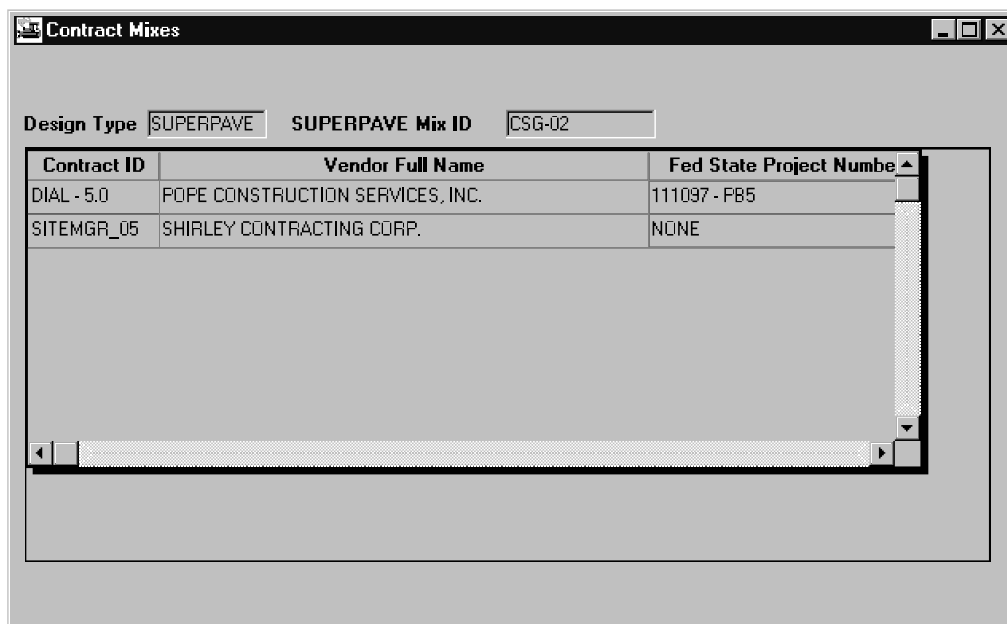 Contract Mixes
Design Type SUPERPAVE SUPERPAVE Mix ID CSG-02
Contract ID Vendor Full Name Fed State Project Numbe
DIAL - 5.0 POPE CONSTRUCTION SERVICES, INC. 111097 - PB5
SITEMGR_05 SHIRLEY CONTRACTING CORP. NONE